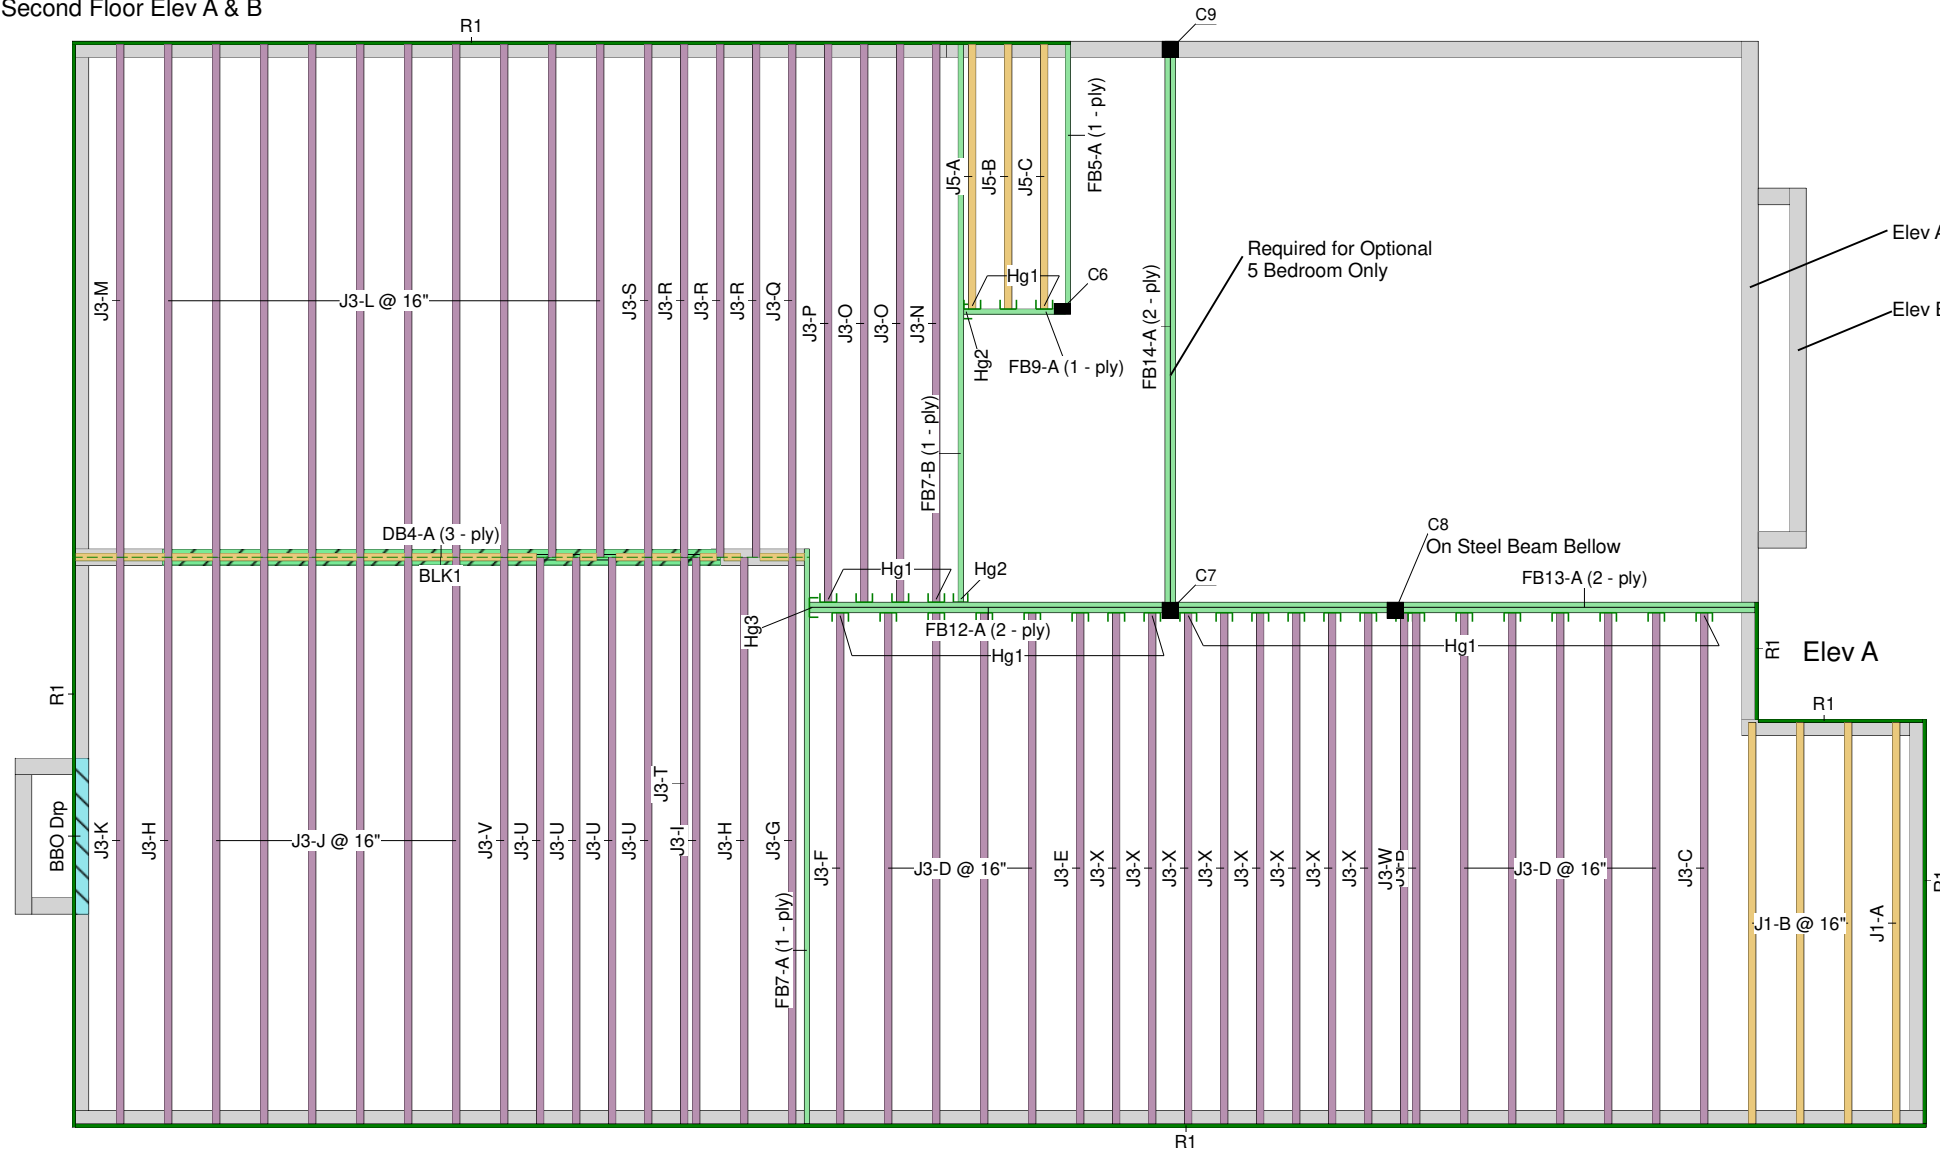 Second Floor Elev A & B
R1
C9
J3-M
J3-L @ 16"
J3-S
J3-R
J3-R
J3-R
J3-Q
J3-P
J3-O
J3-O
J3-N
J5-A
J5-B
J5-C
FB5-A (1 - ply)
Hg1
C6
Hg2
FB9-A (1 - ply)
FB14-A (2 - ply)
Required for Optional
5 Bedroom Only
Elev A
Elev
FB7-B (1 - ply)
DB4-A (3 - ply)
BLK1
Hg1
Hg2
C7
C8
On Steel Beam Bellow
FB13-A (2 - ply)
Hg3
FB12-A (2 - ply)
Hg1
Hg1
R1
Elev A
R1
R1
BBO Drp
J3-K
J3-H
J3-J @ 16"
J3-V
J3-U
J3-U
J3-U
J3-U
J3-T
J3-I
J3-H
J3-G
FB7-A (1 - ply)
J3-F
J3-D @ 16"
J3-E
J3-X
J3-X
J3-X
J3-X
J3-X
J3-X
J3-X
J3-X
J3-W
J3-D @ 16"
J3-C
J1-B @ 16"
J1-A
R1